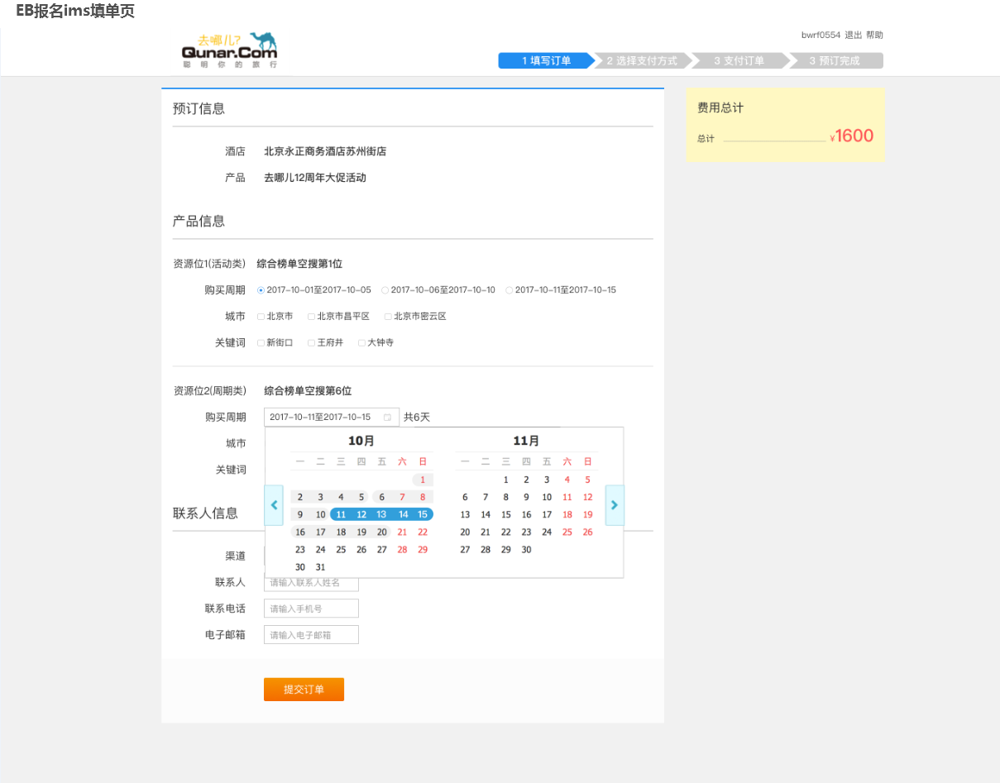 EB报名ims填单页
去哪儿?
Qunar.Com
聪明你的旅行
bwrf0554 退出 帮助
1 填写订单 2 选择支付方式 3 支付订单 3 预订完成
预订信息
酒店 北京永正商务酒店苏州街店
产品 去哪儿12周年大促活动
费用总计
总计 ¥1600
产品信息
资源位1(活动类) 综合榜单空搜第1位
购买周期 2017-10-01至2017-10-05 2017-10-06至2017-10-10 2017-10-11至2017-10-15
城市 北京市 北京市昌平区 北京市密云区
关键词 新街口 王府井 大钟寺
资源位2(周期类) 综合榜单空搜第6位
购买周期 2017-10-11至2017-10-15 共6天
城市
关键词
10月 11月
一 二 三 四 五 六 日 一 二 三 四 五 六 日
1 1 2 3 4 5
2 3 4 5 6 7 8 6 7 8 9 10 11 12
9 10 11 12 13 14 15 13 14 15 16 17 18 19
16 17 18 19 20 21 22 20 21 22 23 24 25 26
23 24 25 26 27 28 29 27 28 29 30
30 31
联系人信息
渠道
联系人 请输入联系人姓名
联系电话 请输入手机号
电子邮箱 请输入电子邮箱
提交订单